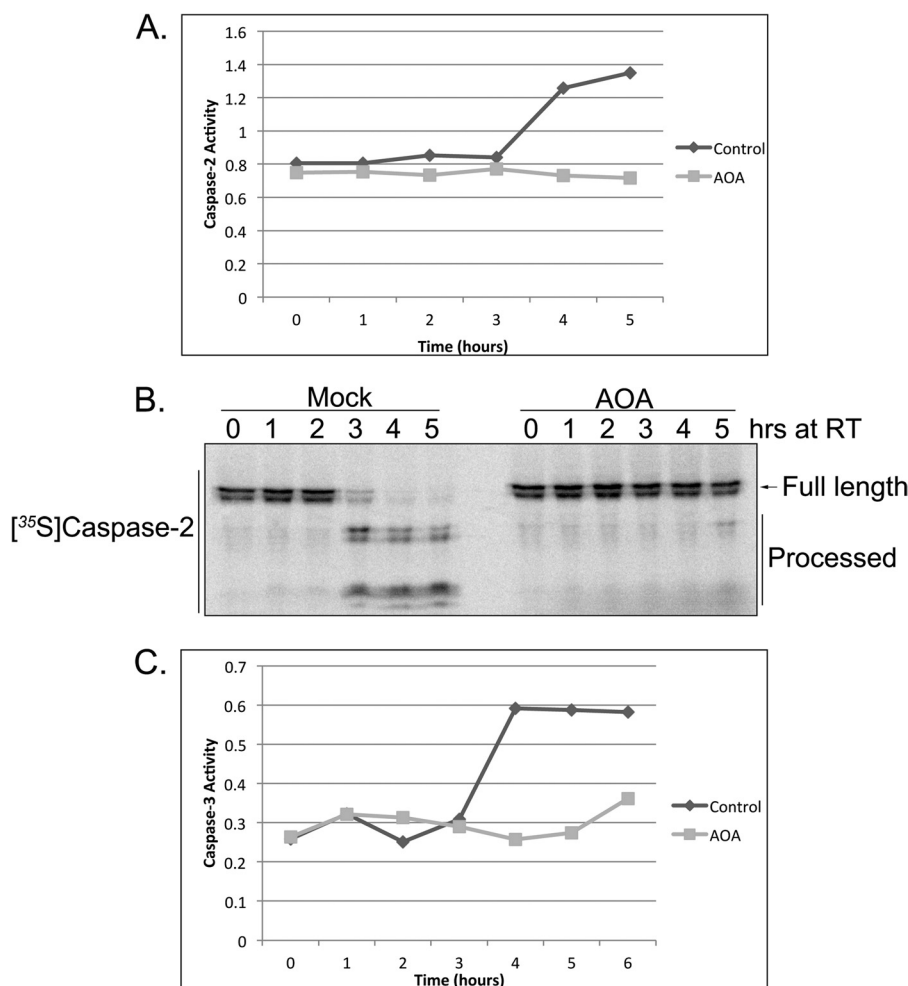 A.
1.6
1.4
1.2
1
0.8
0.6
0.4
0.2
0
Caspase-2 Activity
0 1 2 3 4 5
Time (hours)
Control
AOA
B.
Mock AOA
0 1 2 3 4 5 0 1 2 3 4 5 hrs at RT
[35S]Caspase-2
Full length
Processed
C.
0.7
0.6
0.5
0.4
0.3
0.2
0.1
0
Caspase-3 Activity
0 1 2 3 4 5 6
Time (hours)
Control
AOA